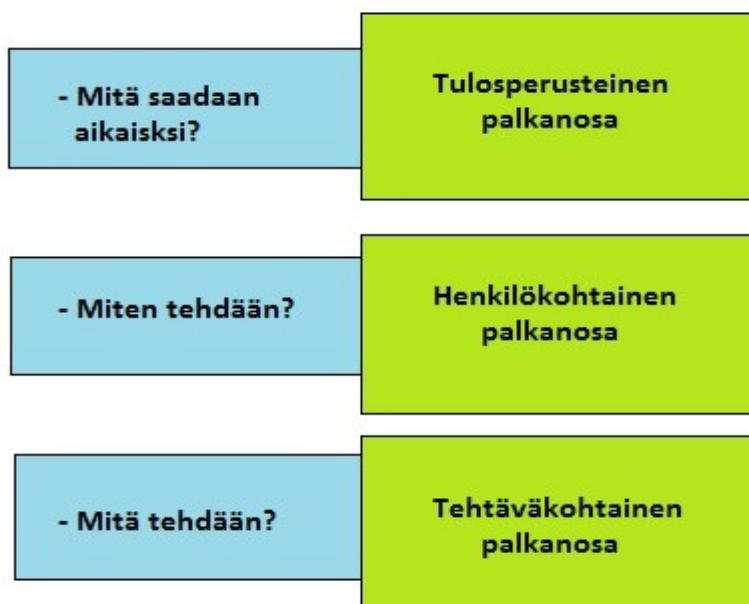 - Mitä saadaan
aikaisksi?
Tulosperusteinen
palkanosa
- Miten tehdään?
Henkilökohtainen
palkanosa
- Mitä tehdään?
Tehtäväkohtainen
palkanosa